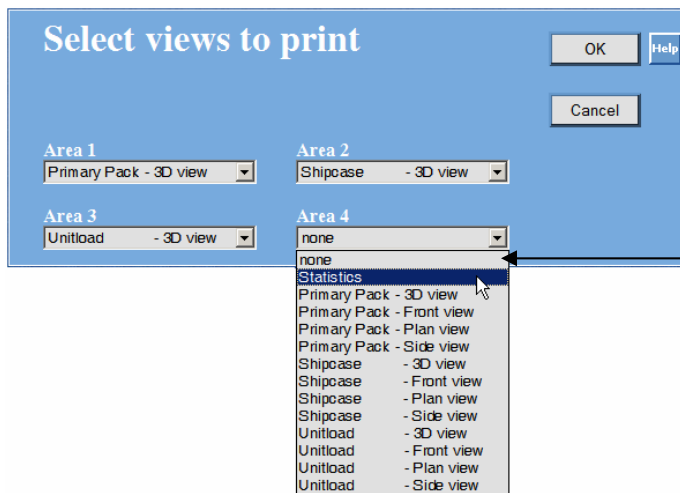 Select views to print
OK
Help
Cancel
Area 1
Area 2
Primary Pack - 3D view
Shipcase - 3D view
Area 3
Area 4
Unitload - 3D view
none
none
Statistics
Primary Pack - 3D view
Primary Pack - Front view
Primary Pack - Plan view
Primary Pack - Side view
Shipcase - 3D view
Shipcase - Front view
Shipcase - Plan view
Shipcase - Side view
Unitload - 3D view
Unitload - Front view
Unitload - Plan view
Unitload - Side view